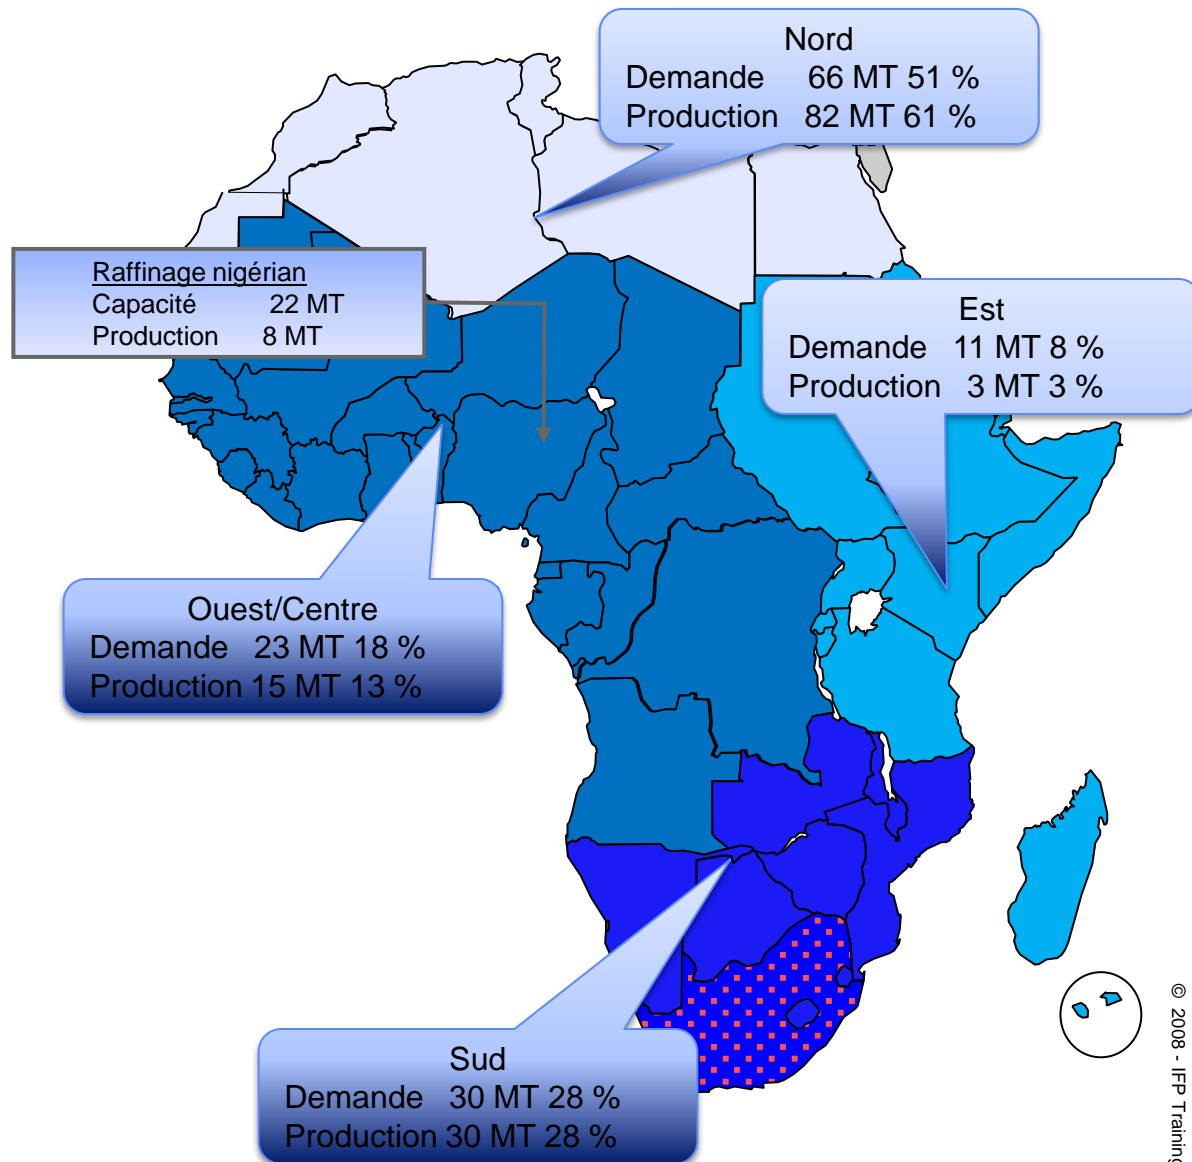 Nord
Demande 66 MT 51 %
Production 82 MT 61 %
Raffinage nigérian
Capacité 22 MT
Production 8 MT
Est
Demande 11 MT 8 %
Production 3 MT 3 %
Ouest/Centre
Demande 23 MT 18 %
Production 15 MT 13 %
Sud
Demande 30 MT 28 %
Production 30 MT 28 %
© 2008 - IFP Training